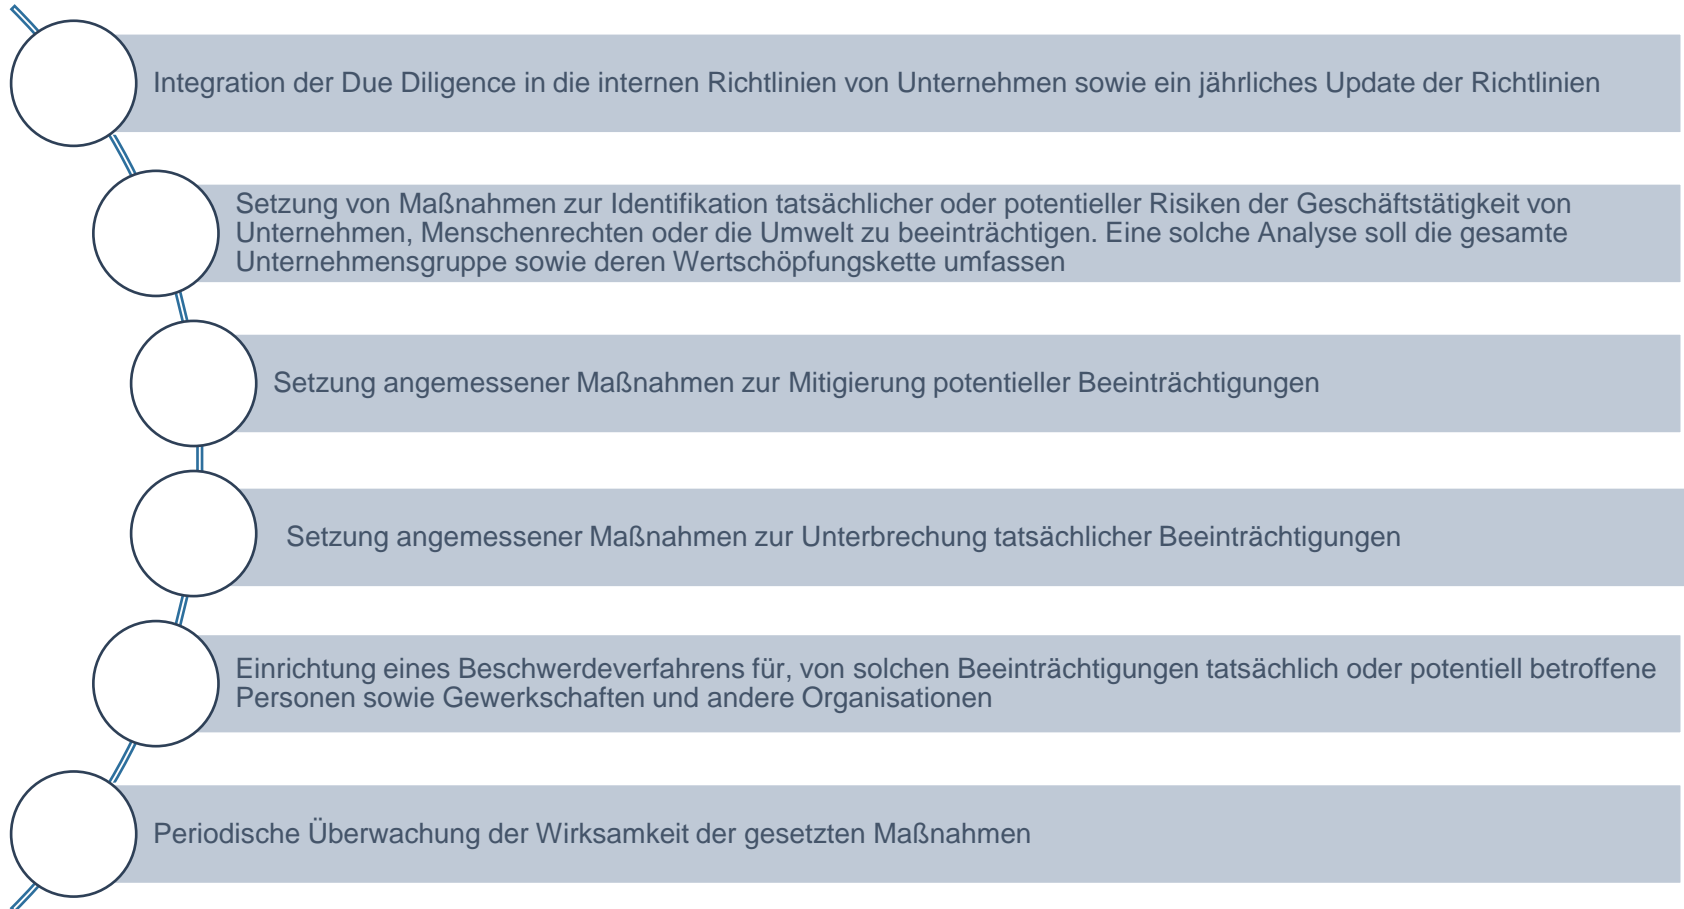 Integration der Due Diligence in die internen Richtlinien von Unternehmen sowie ein jährliches Update der Richtlinien
Setzung von Maßnahmen zur Identifikation tatsächlicher oder potentieller Risiken der Geschäftstätigkeit von
Unternehmen, Menschenrechten oder die Umwelt zu beeinträchtigen. Eine solche Analyse soll die gesamte
Unternehmensgruppe sowie deren Wertschöpfungskette umfassen
Setzung angemessener Maßnahmen zur Mitigierung potentieller Beeinträchtigungen
Setzung angemessener Maßnahmen zur Unterbrechung tatsächlicher Beeinträchtigungen
Einrichtung eines Beschwerdeverfahrens für, von solchen Beeinträchtigungen tatsächlich oder potentiell betroffene
Personen sowie Gewerkschaften und andere Organisationen
Periodische Überwachung der Wirksamkeit der gesetzten Maßnahmen